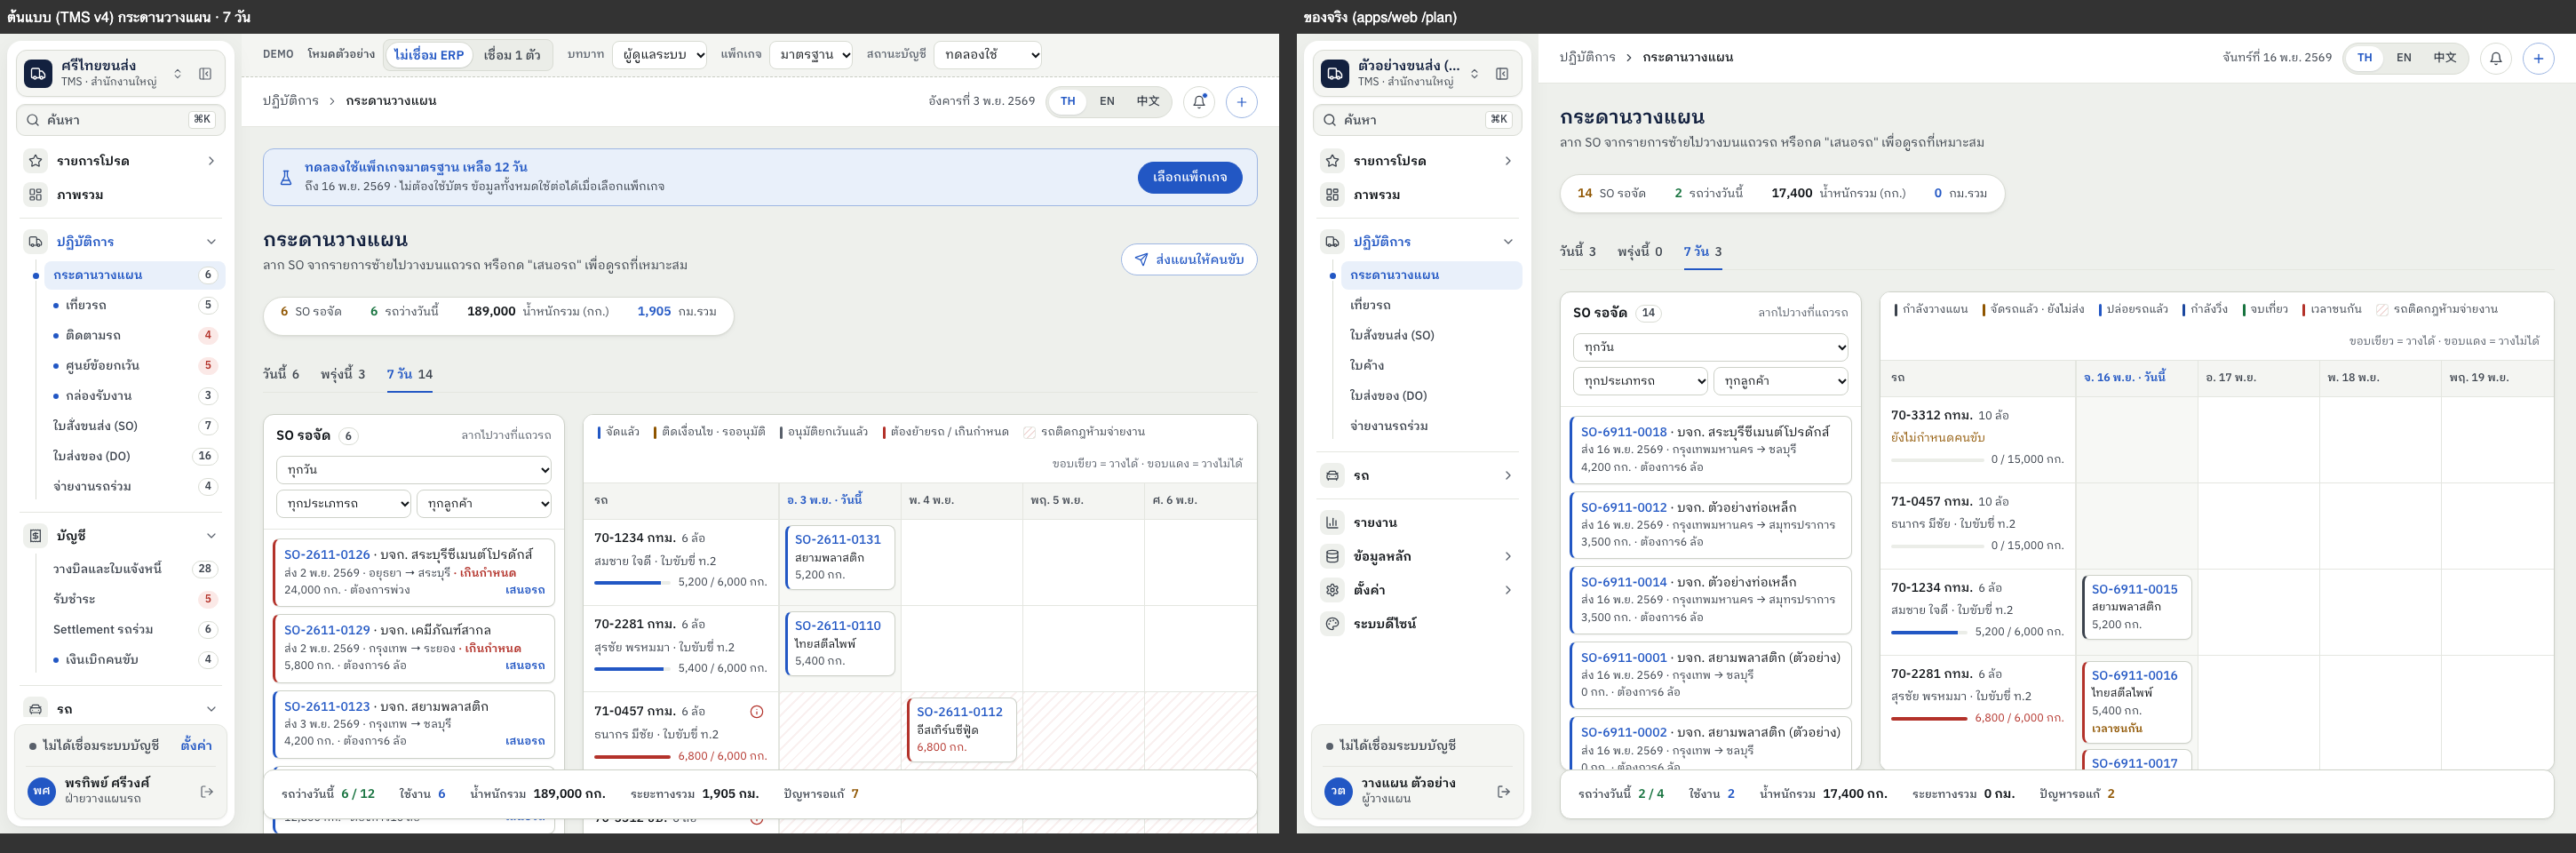 ต้นแบบ (TMS v4) กระดานวางแผน · 7 วัน
ศรีไทยขนส่ง
TMS · สำนักงานใหญ่
ค้นหา ⌘K
รายการโปรด
ภาพรวม
ปฏิบัติการ
กระดานวางแผน 6
เที่ยวรถ 5
ติดตามรถ 4
ศูนย์ข้อยกเว้น 5
กล่องรับงาน 3
ใบสั่งขนส่ง (SO) 7
ใบส่งของ (DO) 16
จ่ายงานรถร่วม 4
บัญชี
วางบิลและใบแจ้งหนี้ 28
รับชำระ 5
Settlement รถร่วม 6
เงินเบิกคนขับ 4
รถ
ไม่ได้เชื่อมระบบบัญชี ตั้งค่า
พศ พรทิพย์ ศรีวงศ์
ฝ่ายวางแผนรถ
DEMO โหมดตัวอย่าง ไม่เชื่อม ERP เชื่อม 1 ตัว บทบาท ผู้ดูแลระบบ แพ็กเกจ มาตรฐาน สถานะบัญชี ทดลองใช้
ปฏิบัติการ กระดานวางแผน อังคารที่ 3 พ.ย. 2569 TH EN 中文
ทดลองใช้แพ็กเกจมาตรฐาน เหลือ 12 วัน
ถึง 16 พ.ย. 2569 · ไม่ต้องใช้บัตร ข้อมูลทั้งหมดใช้ต่อได้เมื่อเลือกแพ็กเกจ
เลือกแพ็กเกจ
กระดานวางแผน
ลาก SO จากรายการซ้ายไปวางบนแถวรถ หรือกด "เสนอรถ" เพื่อดูรถที่เหมาะสม
ส่งแผนให้คนขับ
6 SO รอจัด 6 รถว่างวันนี้ 189,000 น้ำหนักรวม (กก.) 1,905 กม.รวม
วันนี้ 6 พรุ่งนี้ 3 7 วัน 14
SO รอจัด 6 ลากไปวางที่แถวรถ
ทุกวัน
ทุกประเภทรถ ทุกลูกค้า
SO-2611-0126 · บจก. สระบุรีซีเมนต์โปรดักส์
ส่ง 2 พ.ย. 2569 · อยุธยา → สระบุรี · เกินกำหนด
24,000 กก. · ต้องการพ่วง เสนอรถ
SO-2611-0129 · บจก. เคมีภัณฑ์สากล
ส่ง 2 พ.ย. 2569 · กรุงเทพ → ระยอง · เกินกำหนด
5,800 กก. · ต้องการ6 ล้อ เสนอรถ
SO-2611-0123 · บจก. สยามพลาสติก
ส่ง 3 พ.ย. 2569 · กรุงเทพ → ชลบุรี
4,200 กก. · ต้องการ6 ล้อ เสนอรถ
จัดแล้ว ติดเงื่อนไข · รออนุมัติ อนุมัติยกเว้นแล้ว ต้องย้ายรถ / เกินกำหนด รถติดกฎห้ามจ่ายงาน
ขอบเขียว = วางได้ · ขอบแดง = วางไม่ได้
รถ อ. 3 พ.ย. · วันนี้ พ. 4 พ.ย. พฤ. 5 พ.ย. ศ. 6 พ.ย.
70-1234 กทม. 6 ล้อ
สมชาย ใจดี · ใบขับขี่ ท.2
5,200 / 6,000 กก.
SO-2611-0131
สยามพลาสติก
5,200 กก.
70-2281 กทม. 6 ล้อ
สุรชัย พรหมมา · ใบขับขี่ ท.2
5,400 / 6,000 กก.
SO-2611-0110
ไทยสตีลไพพ์
5,400 กก.
71-0457 กทม. 6 ล้อ
ธนากร มีชัย · ใบขับขี่ ท.2
6,800 / 6,000 กก.
SO-2611-0112
อีสเทิร์นซีฟู้ด
6,800 กก.
รถว่างวันนี้ 6 / 12 ใช้งาน 6 น้ำหนักรวม 189,000 กก. ระยะทางรวม 1,905 กม. ปัญหารอแก้ 7
ของจริง (apps/web /plan)
ตัวอย่างขนส่ง (...
TMS · สำนักงานใหญ่
ค้นหา ⌘K
รายการโปรด
ภาพรวม
ปฏิบัติการ
กระดานวางแผน
เที่ยวรถ
ใบสั่งขนส่ง (SO)
ใบค้าง
ใบส่งของ (DO)
จ่ายงานรถร่วม
รถ
รายงาน
ข้อมูลหลัก
ตั้งค่า
ระบบดีไซน์
ไม่ได้เชื่อมระบบบัญชี
วต วางแผน ตัวอย่าง
ผู้วางแผน
ปฏิบัติการ กระดานวางแผน จันทร์ที่ 16 พ.ย. 2569 TH EN 中文
กระดานวางแผน
ลาก SO จากรายการซ้ายไปวางบนแถวรถ หรือกด "เสนอรถ" เพื่อดูรถที่เหมาะสม
14 SO รอจัด 2 รถว่างวันนี้ 17,400 น้ำหนักรวม (กก.) 0 กม.รวม
วันนี้ 3 พรุ่งนี้ 0 7 วัน 3
SO รอจัด 14 ลากไปวางที่แถวรถ
ทุกวัน
ทุกประเภทรถ ทุกลูกค้า
SO-6911-0018 · บจก. สระบุรีซีเมนต์โปรดักส์
ส่ง 16 พ.ย. 2569 · กรุงเทพมหานคร → ชลบุรี
4,200 กก. · ต้องการ6 ล้อ
SO-6911-0012 · บจก. ตัวอย่างท่อเหล็ก
ส่ง 16 พ.ย. 2569 · กรุงเทพมหานคร → สมุทรปราการ
3,500 กก. · ต้องการ6 ล้อ
SO-6911-0014 · บจก. ตัวอย่างท่อเหล็ก
ส่ง 16 พ.ย. 2569 · กรุงเทพมหานคร → สมุทรปราการ
3,500 กก. · ต้องการ6 ล้อ
SO-6911-0001 · บจก. สยามพลาสติก (ตัวอย่าง)
ส่ง 16 พ.ย. 2569 · กรุงเทพ → ชลบุรี
0 กก. · ต้องการ6 ล้อ
SO-6911-0002 · บจก. สยามพลาสติก (ตัวอย่าง)
ส่ง 16 พ.ย. 2569 · กรุงเทพ → ชลบุรี
0 กก. · ต้องการ6 ล้อ
กำลังวางแผน จัดรถแล้ว · ยังไม่ส่ง ปล่อยรถแล้ว กำลังวิ่ง จบเที่ยว เวลาชนกัน รถติดกฎห้ามจ่ายงาน
ขอบเขียว = วางได้ · ขอบแดง = วางไม่ได้
รถ จ. 16 พ.ย. · วันนี้ อ. 17 พ.ย. พ. 18 พ.ย. พฤ. 19 พ.ย.
70-3312 กทม. 10 ล้อ
ยังไม่กำหนดคนขับ
0 / 15,000 กก.
71-0457 กทม. 10 ล้อ
ธนากร มีชัย · ใบขับขี่ ท.2
0 / 15,000 กก.
70-1234 กทม. 6 ล้อ
สมชาย ใจดี · ใบขับขี่ ท.2
5,200 / 6,000 กก.
SO-6911-0015
สยามพลาสติก
5,200 กก.
70-2281 กทม. 6 ล้อ
สุรชัย พรหมมา · ใบขับขี่ ท.2
6,800 / 6,000 กก.
SO-6911-0016
ไทยสตีลไพพ์
5,400 กก.
เวลาชนกัน
SO-6911-0017
รถว่างวันนี้ 2 / 4 ใช้งาน 2 น้ำหนักรวม 17,400 กก. ระยะทางรวม 0 กม. ปัญหารอแก้ 2